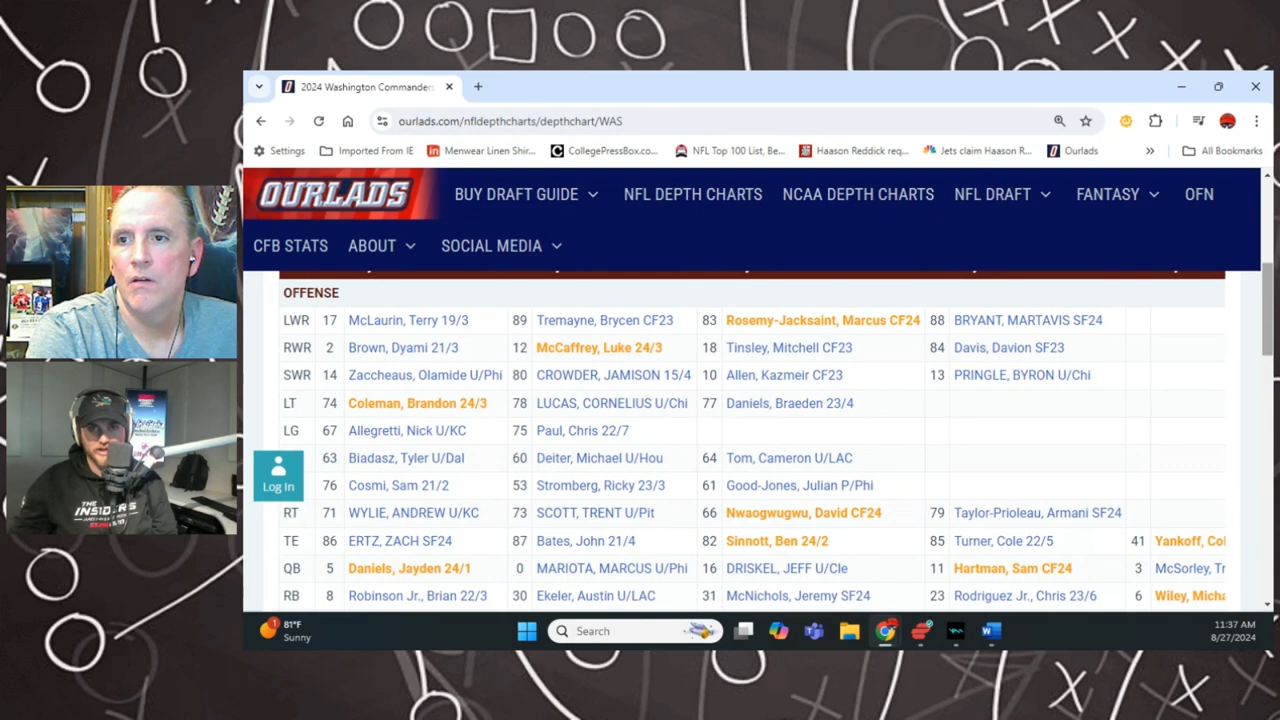 2024 Washington Commanders
ourlads.com/nfldepthcharts/depthchart/WAS
Settings Imported From IE Menwear Linen Shir... CollegePressBox.co... NFL Top 100 List, Be... Haason Reddick req... Jets claim Haason R... Ourlads » All Bookmarks
OURLADS BUY DRAFT GUIDE NFL DEPTH CHARTS NCAA DEPTH CHARTS NFL DRAFT FANTASY OFN
CFB STATS ABOUT SOCIAL MEDIA
OFFENSE
LWR 17 McLaurin, Terry 19/3 89 Tremayne, Brycen CF23 83 Rosemy-Jacksaint, Marcus CF24 88 BRYANT, MARTAVIS SF24
RWR 2 Brown, Dyami 21/3 12 McCaffrey, Luke 24/3 18 Tinsley, Mitchell CF23 84 Davis, Davion SF23
SWR 14 Zaccheaus, Olamide U/Phi 80 CROWDER, JAMISON 15/4 10 Allen, Kazmeir CF23 13 PRINGLE, BYRON U/Chi
LT 74 Coleman, Brandon 24/3 78 LUCAS, CORNELIUS U/Chi 77 Daniels, Braeden 23/4
LG 67 Allegretti, Nick U/KC 75 Paul, Chris 22/7
63 Biadasz, Tyler U/Dal 60 Deiter, Michael U/Hou 64 Tom, Cameron U/LAC
76 Cosmi, Sam 21/2 53 Stromberg, Ricky 23/3 61 Good-Jones, Julian P/Phi
Log In
RT 71 WYLIE, ANDREW U/KC 73 SCOTT, TRENT U/Pit 66 Nwaogwugwu, David CF24 79 Taylor-Prioleau, Armani SF24
TE 86 ERTZ, ZACH SF24 87 Bates, John 21/4 82 Sinnott, Ben 24/2 85 Turner, Cole 22/5 41 Yankoff, Col
QB 5 Daniels, Jayden 24/1 0 MARIOTA, MARCUS U/Phi 16 DRISKEL, JEFF U/Cle 11 Hartman, Sam CF24 3 McSorley, Tr
RB 8 Robinson Jr., Brian 22/3 30 Ekeler, Austin U/LAC 31 McNichols, Jeremy SF24 23 Rodriguez Jr., Chris 23/6 6 Wiley, Micha
THE
INSIDERS
1
81°F
Sunny
Search
11:37 AM
8/27/2024